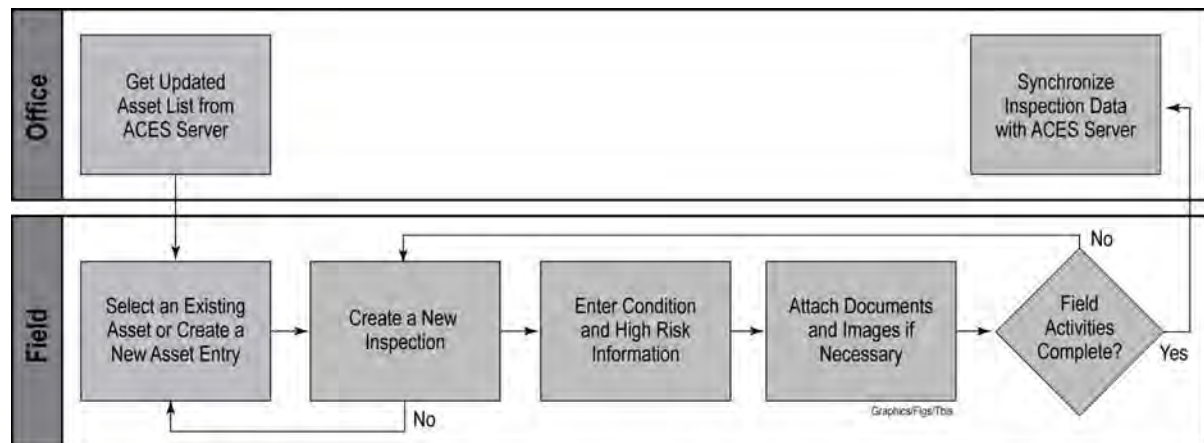 Office
Get Updated
Asset List from
ACES Server
Synchronize
Inspection Data
with ACES Server
Field
Select an Existing
Asset or Create a
New Asset Entry
Create a New
Inspection
Enter Condition
and High Risk
Information
Attach Documents
and Images if
Necessary
Field
Activities
Complete?
No
Yes
No
Graphics/Figs/Tbls